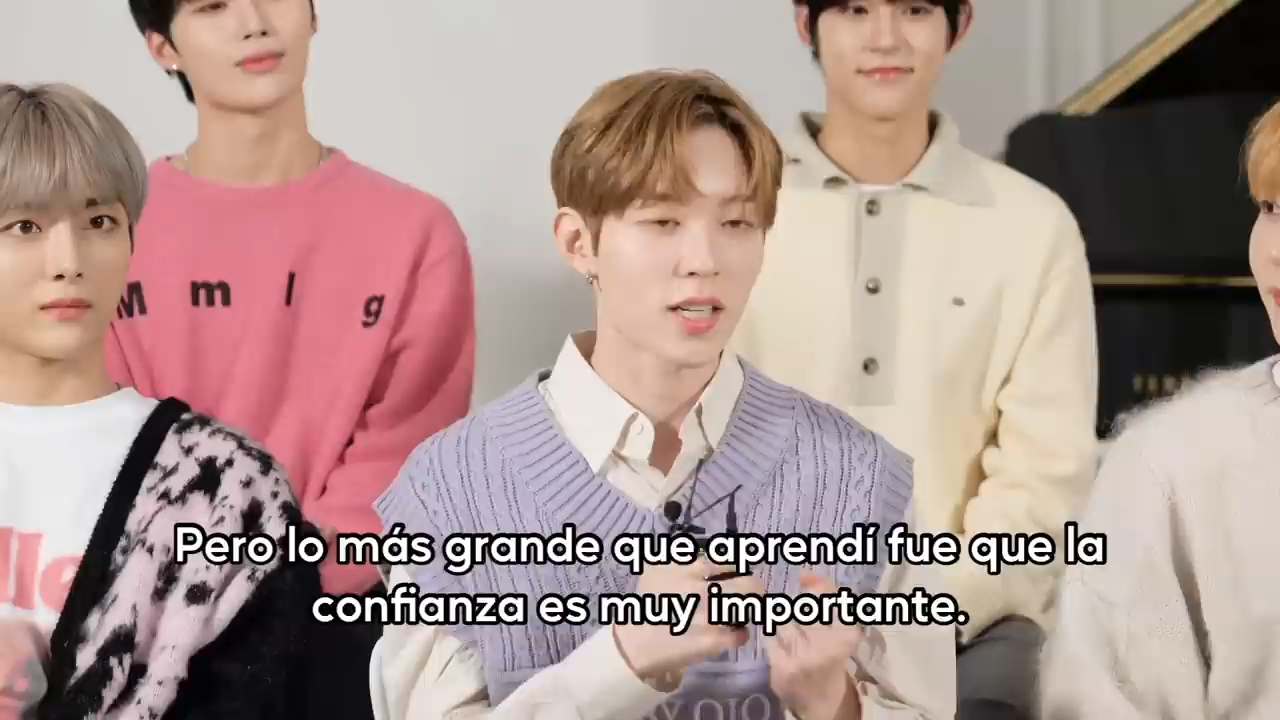 M m l g
Pero lo más grande que aprendí fue que la
confianza es muy importante.